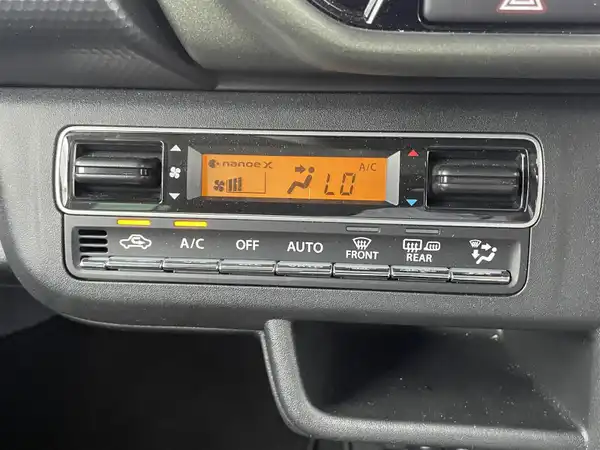 nanoe X
A/C
LO
A/C
OFF
AUTO
FRONT
REAR